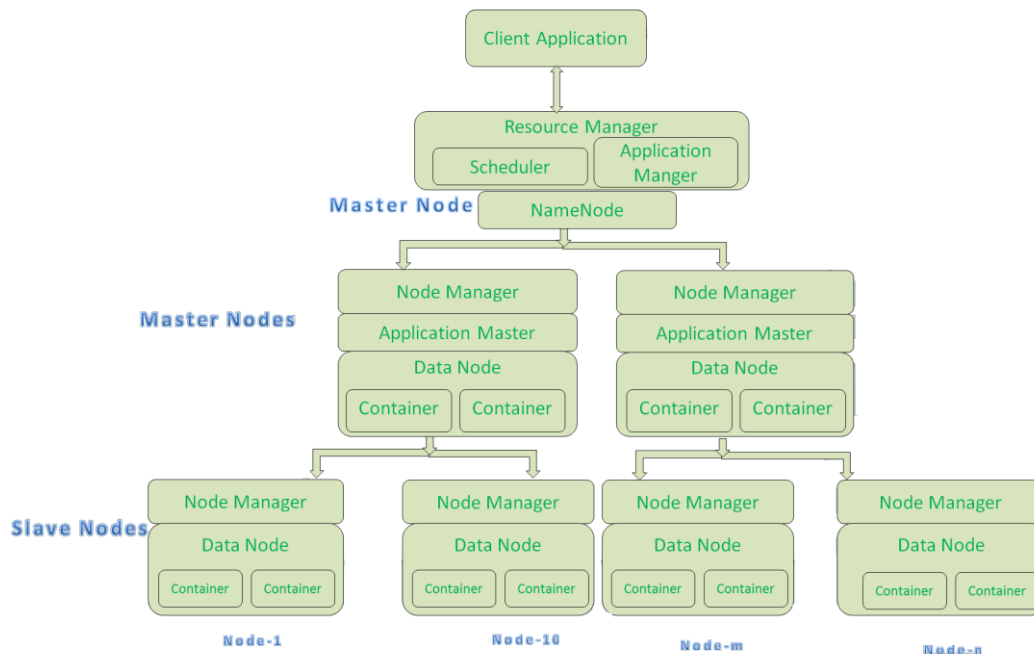 Client Application
Resource Manager
Scheduler
Application
Manger
Master Node
NameNode
Master Nodes
Node Manager
Application Master
Data Node
Container
Container
Node Manager
Application Master
Data Node
Container
Container
Slave Nodes
Node Manager
Data Node
Container
Container
Node-1
Node Manager
Data Node
Container
Container
Node-10
Node Manager
Data Node
Container
Container
Node-m
Node Manager
Data Node
Container
Container
Node-n